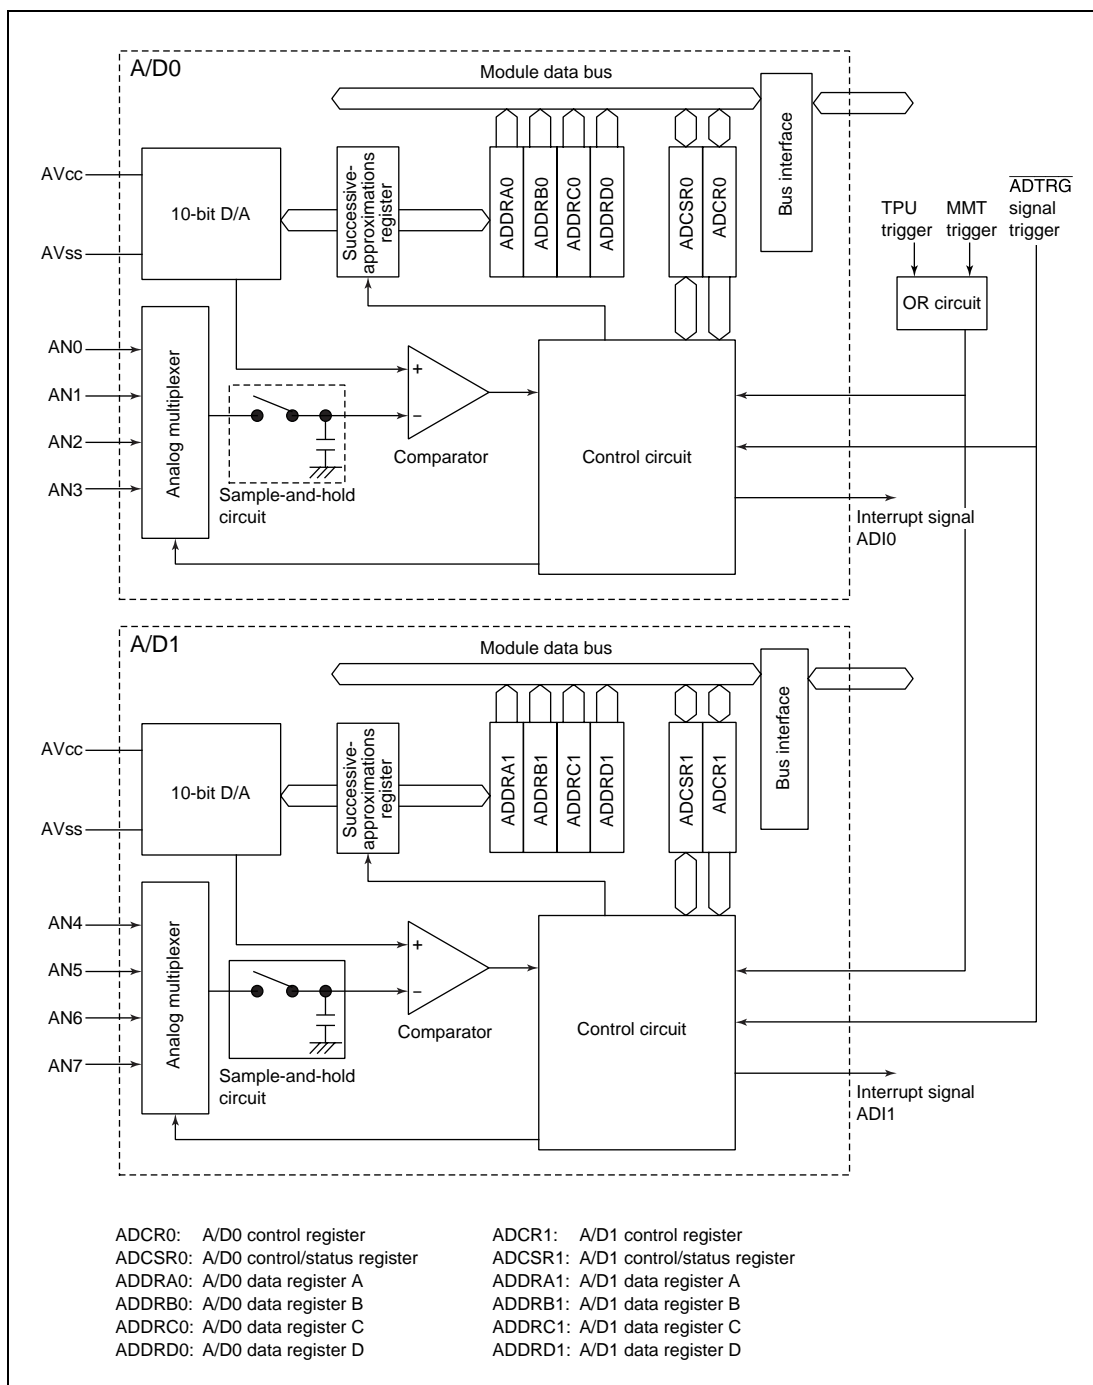 A/D0
Module data bus
AVcc
AVss
10-bit D/A
Successive-
approximations
register
ADDRA0
ADDRB0
ADDRC0
ADDRD0
ADCSR0
ADCR0
Bus interface
TPU
trigger
MMT
trigger
ADTRG
signal
trigger
OR circuit
AN0
AN1
AN2
AN3
Analog multiplexer
Sample-and-hold
circuit
+
−
Comparator
Control circuit
Interrupt signal
ADI0
A/D1
Module data bus
AVcc
AVss
10-bit D/A
Successive-
approximations
register
ADDRA1
ADDRB1
ADDRC1
ADDRD1
ADCSR1
ADCR1
Bus interface
AN4
AN5
AN6
AN7
Analog multiplexer
Sample-and-hold
circuit
+
−
Comparator
Control circuit
Interrupt signal
ADI1
ADCR0: A/D0 control register
ADCSR0: A/D0 control/status register
ADDRA0: A/D0 data register A
ADDRB0: A/D0 data register B
ADDRC0: A/D0 data register C
ADDRD0: A/D0 data register D
ADCR1: A/D1 control register
ADCSR1: A/D1 control/status register
ADDRA1: A/D1 data register A
ADDRB1: A/D1 data register B
ADDRC1: A/D1 data register C
ADDRD1: A/D1 data register D